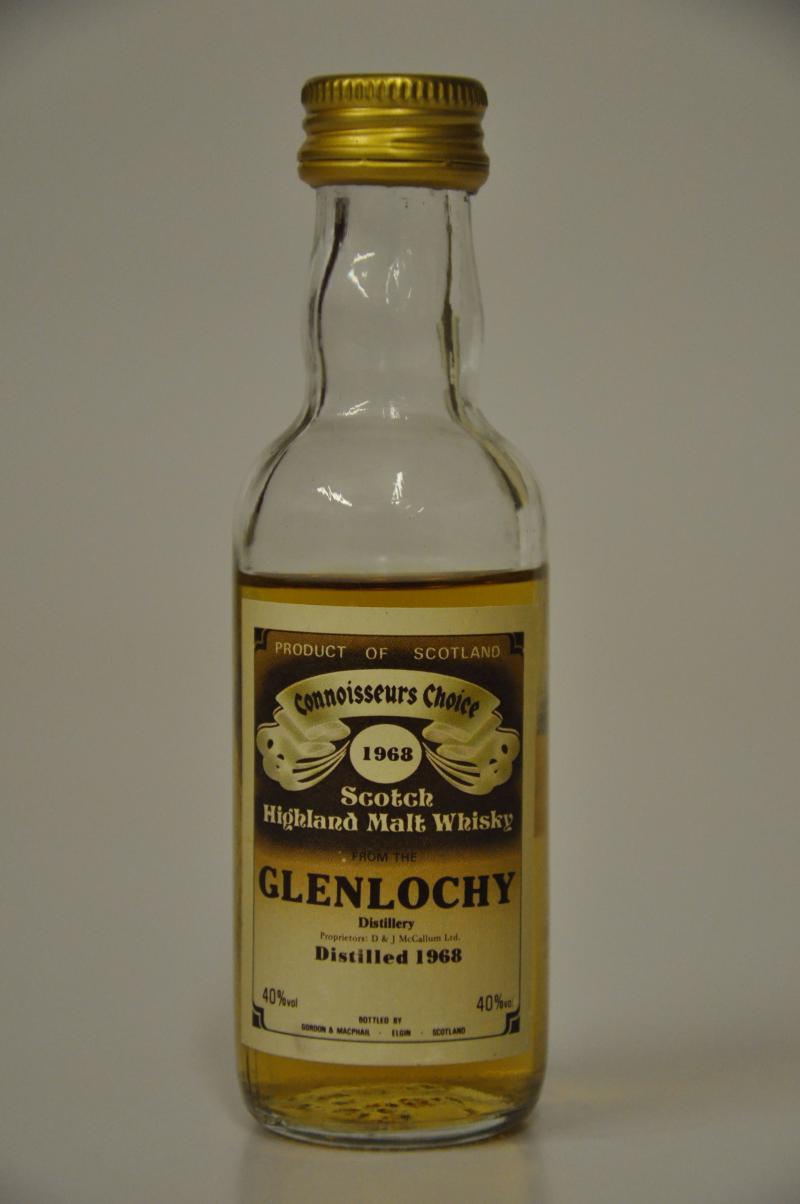 PRODUCT OF SCOTLAND
Connoisseurs Choice
1968
Scotch
Highland Malt Whisky
FROM THE
GLENLOCHY
Distillery
Proprietors: D & J McCallum Ltd.
Distilled 1968
40%vol 40%vol
BOTTLED BY
GORDON & MACPHAIL · ELGIN · SCOTLAND